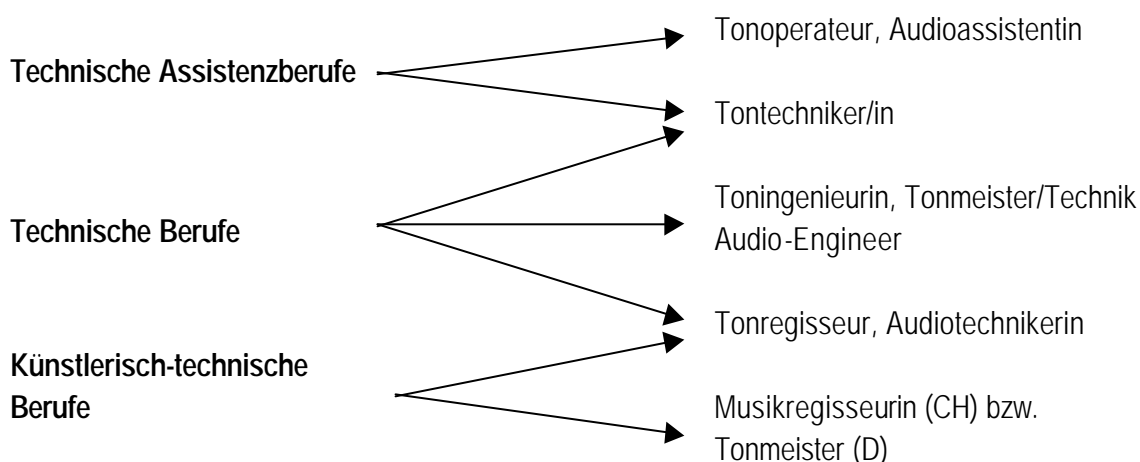 Technische Assistenzberufe
Technische Berufe
Künstlerisch-technische
Berufe
Tonoperateur, Audioassistentin
Tontechniker/in
Toningenieurin, Tonmeister/Technik
Audio-Engineer
Tonregisseur, Audiotechnikerin
Musikregisseurin (CH) bzw.
Tonmeister (D)